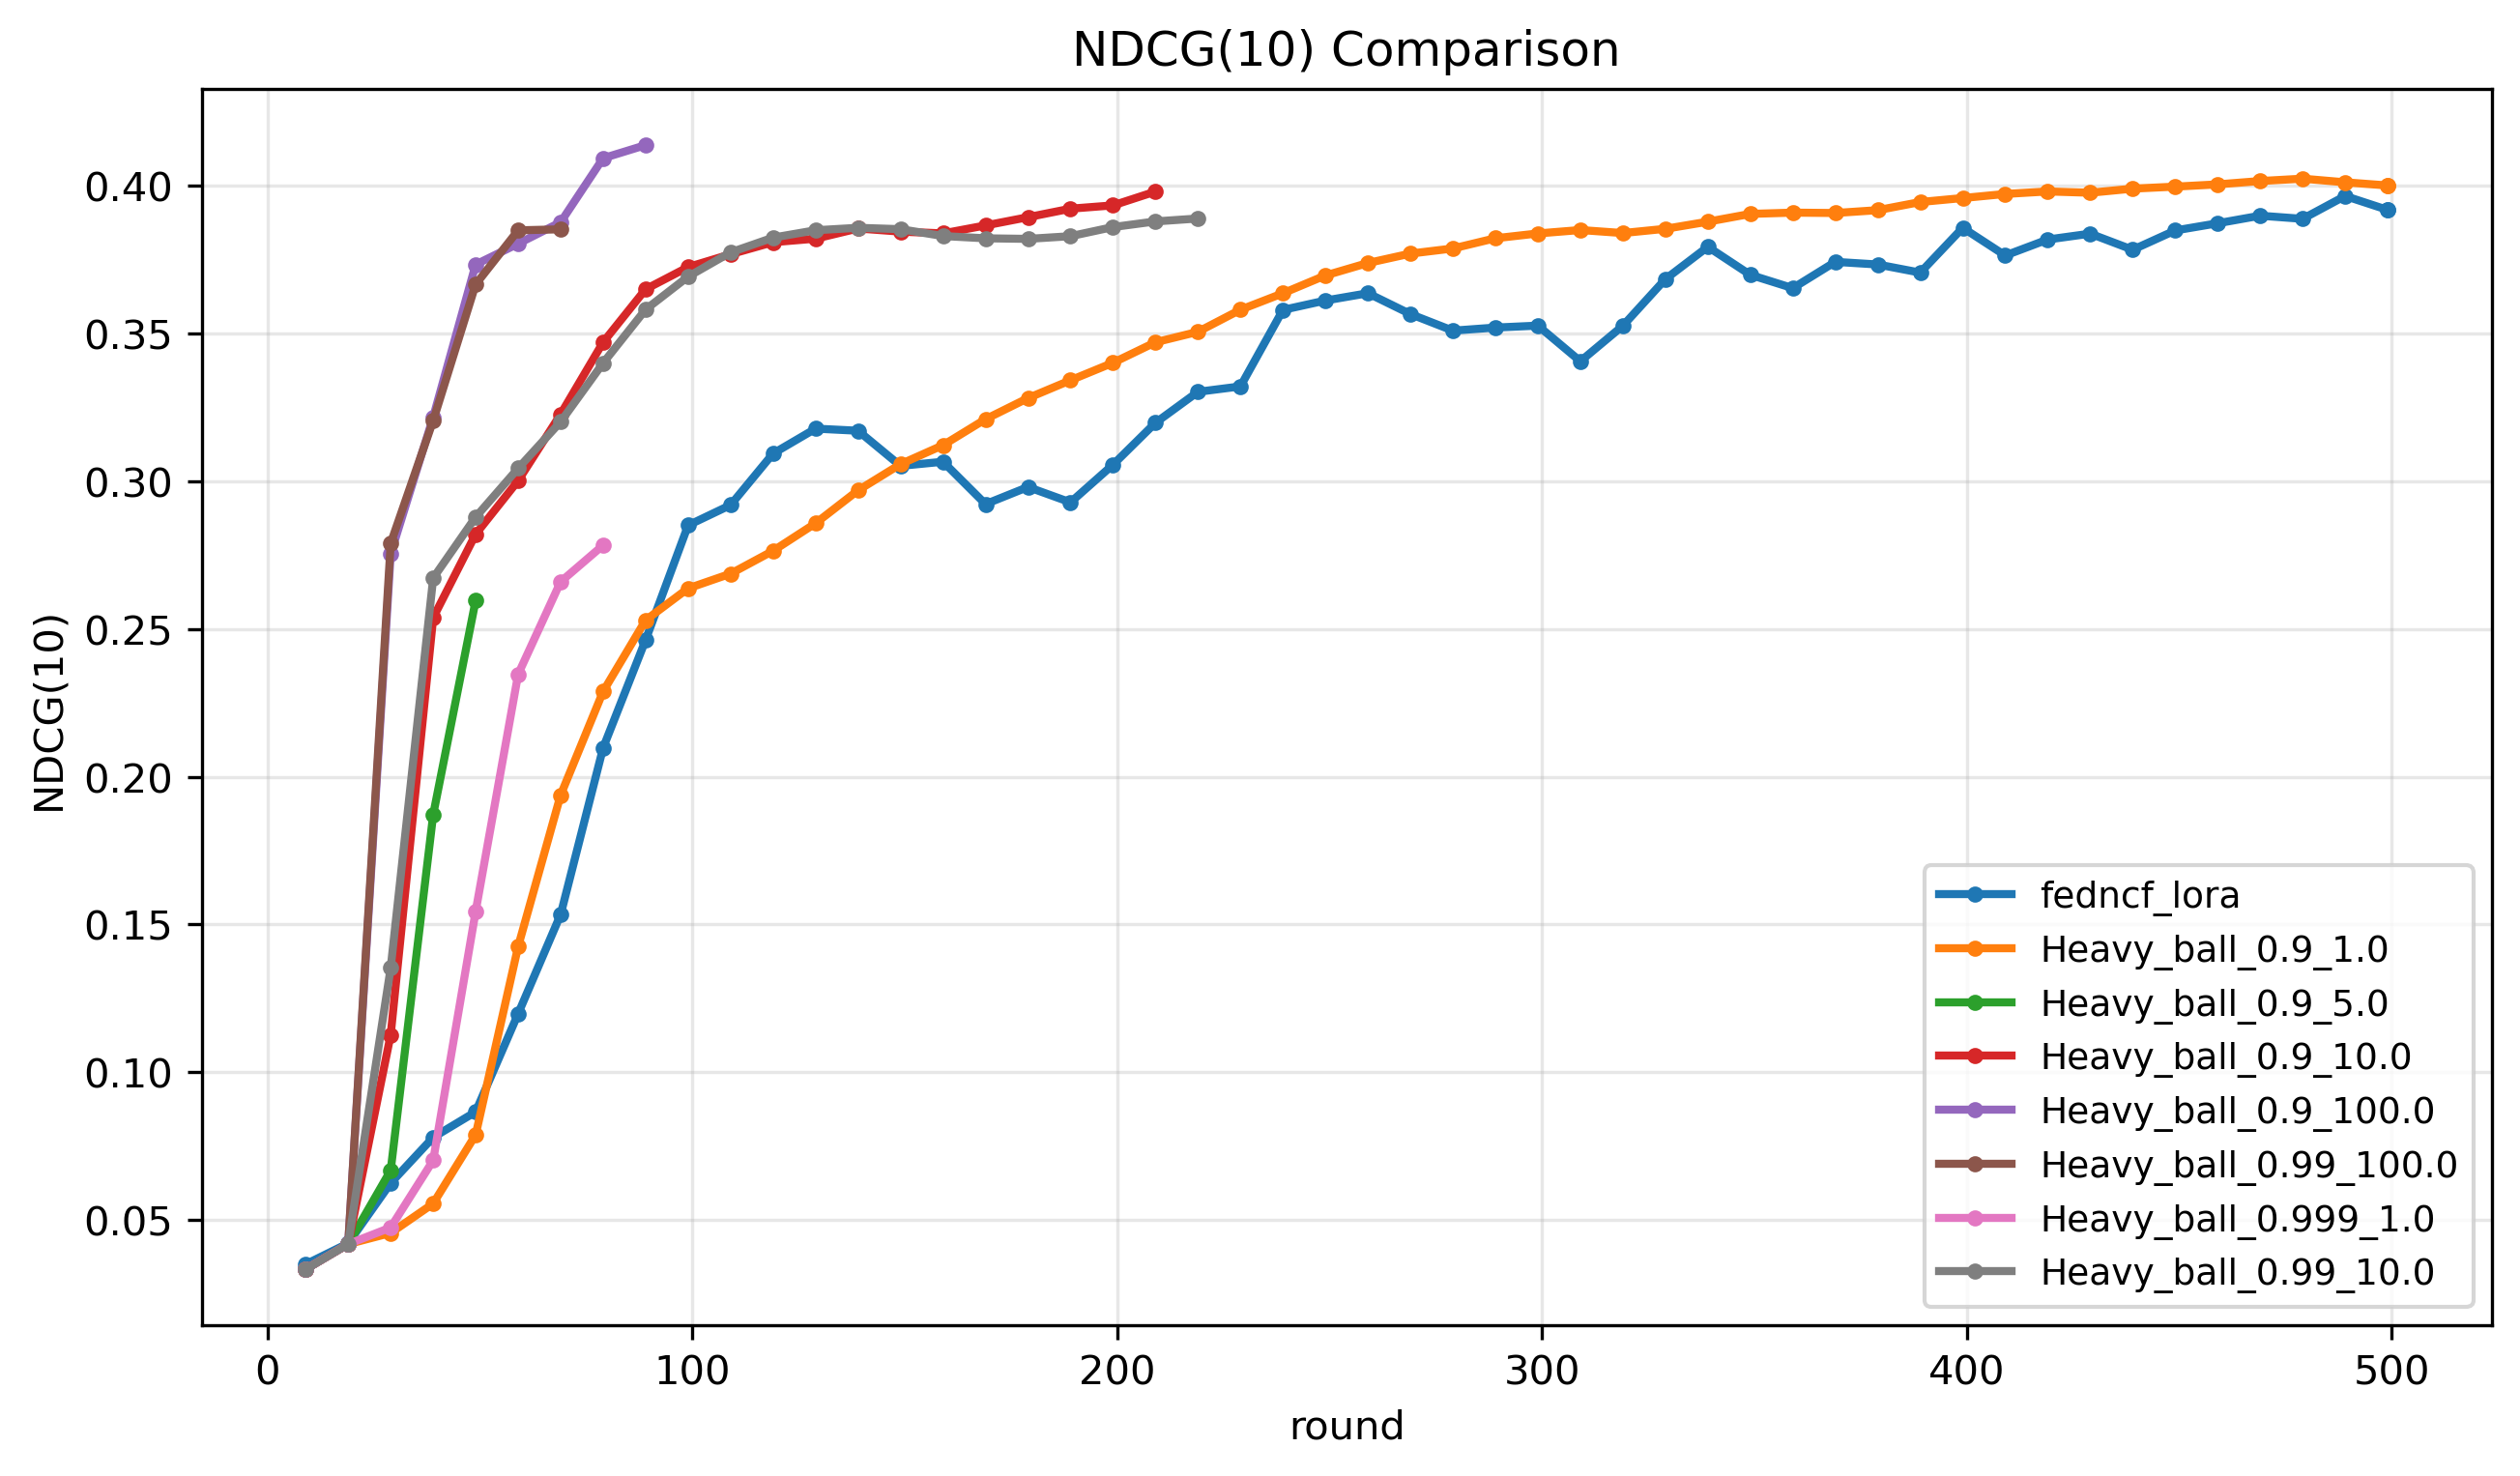 NDCG(10) Comparison
NDCG(10)
0.40
0.35
0.30
0.25
0.20
0.15
0.10
0.05
0
100
200
300
400
500
round
fedncf_lora
Heavy_ball_0.9_1.0
Heavy_ball_0.9_5.0
Heavy_ball_0.9_10.0
Heavy_ball_0.9_100.0
Heavy_ball_0.99_100.0
Heavy_ball_0.999_1.0
Heavy_ball_0.99_10.0